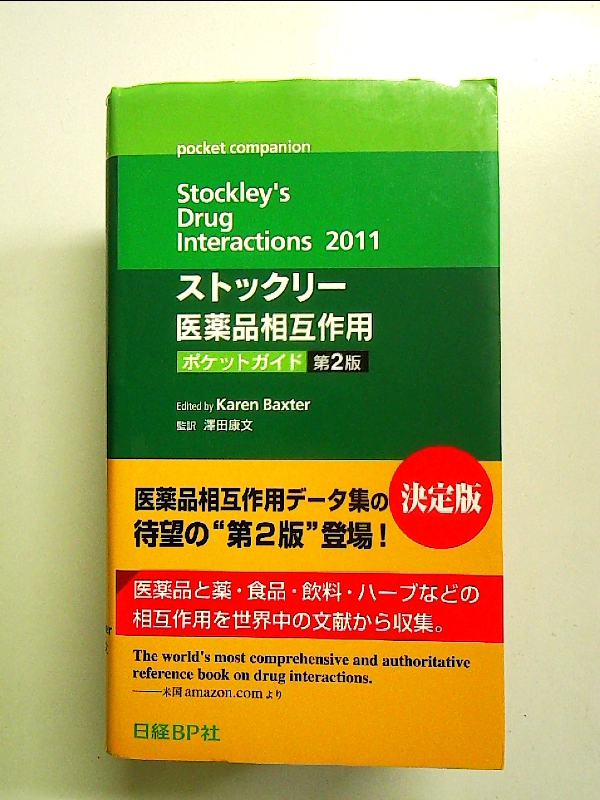 pocket companion
Stockley's
Drug
Interactions 2011
ストックリー
医薬品相互作用
ポケットガイド 第2版
Edited by Karen Baxter
監訳 澤田康文
医薬品相互作用データ集の
待望の“第2版”登場！
決定版
医薬品と薬・食品・飲料・ハーブなどの
相互作用を世界中の文献から収集。
The world's most comprehensive and authoritative
reference book on drug interactions.
——米国amazon.comより
日経BP社